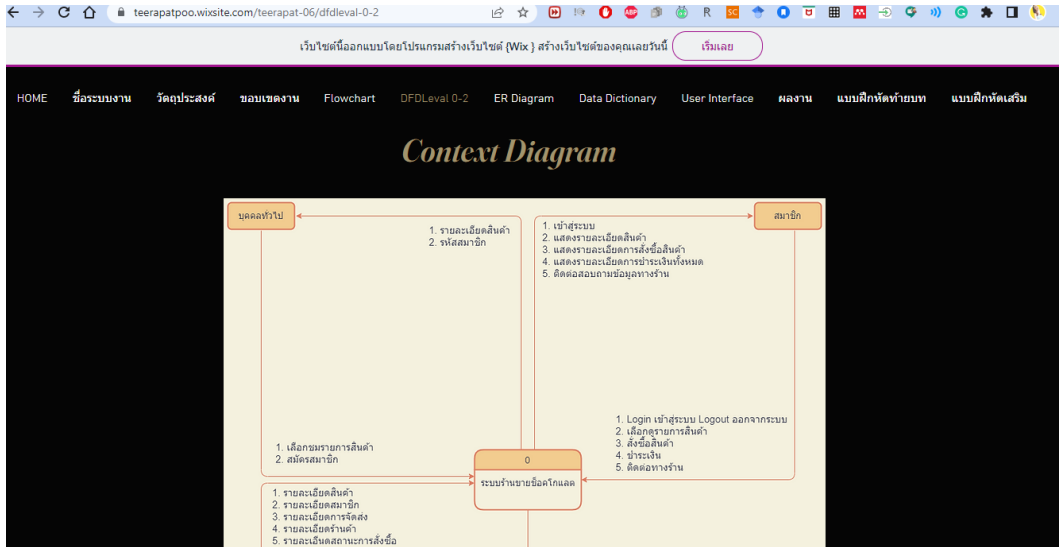 teerapatpoo.wixsite.com/teerapat-06/dfdleval-0-2
เว็บไซต์นี้ออกแบบโดยโปรแกรมสร้างเว็บไซต์ {Wix } สร้างเว็บไซต์ของคุณเลยวันนี้ เริ่มเลย
HOME ชื่อระบบงาน วัตถุประสงค์ ขอบเขตงาน Flowchart DFDLeval 0-2 ER Diagram Data Dictionary User Interface ผลงาน แบบฝึกหัดท้ายบท แบบฝึกหัดเสริม
Context Diagram
บุคคลทั่วไป
1. รายละเอียดสินค้า
2. รหัสสมาชิก
1. เข้าสู่ระบบ
2. แสดงรายละเอียดสินค้า
3. แสดงรายละเอียดการสั่งซื้อสินค้า
4. แสดงรายละเอียดการชำระเงินทั้งหมด
5. ติดต่อสอบถามข้อมูลทางร้าน
สมาชิก
1. เลือกชมรายการสินค้า
2. สมัครสมาชิก
0
ระบบร้านขายช็อคโกแลต
1. Login เข้าสู่ระบบ Logout ออกจากระบบ
2. เลือกดูรายการสินค้า
3. สั่งซื้อสินค้า
4. ชำระเงิน
5. ติดต่อทางร้าน
1. รายละเอียดสินค้า
2. รายละเอียดสมาชิก
3. รายละเอียดการจัดส่ง
4. รายละเอียดร้านค้า
5. รายละเอีนดสถานะการสั่งซื้อ